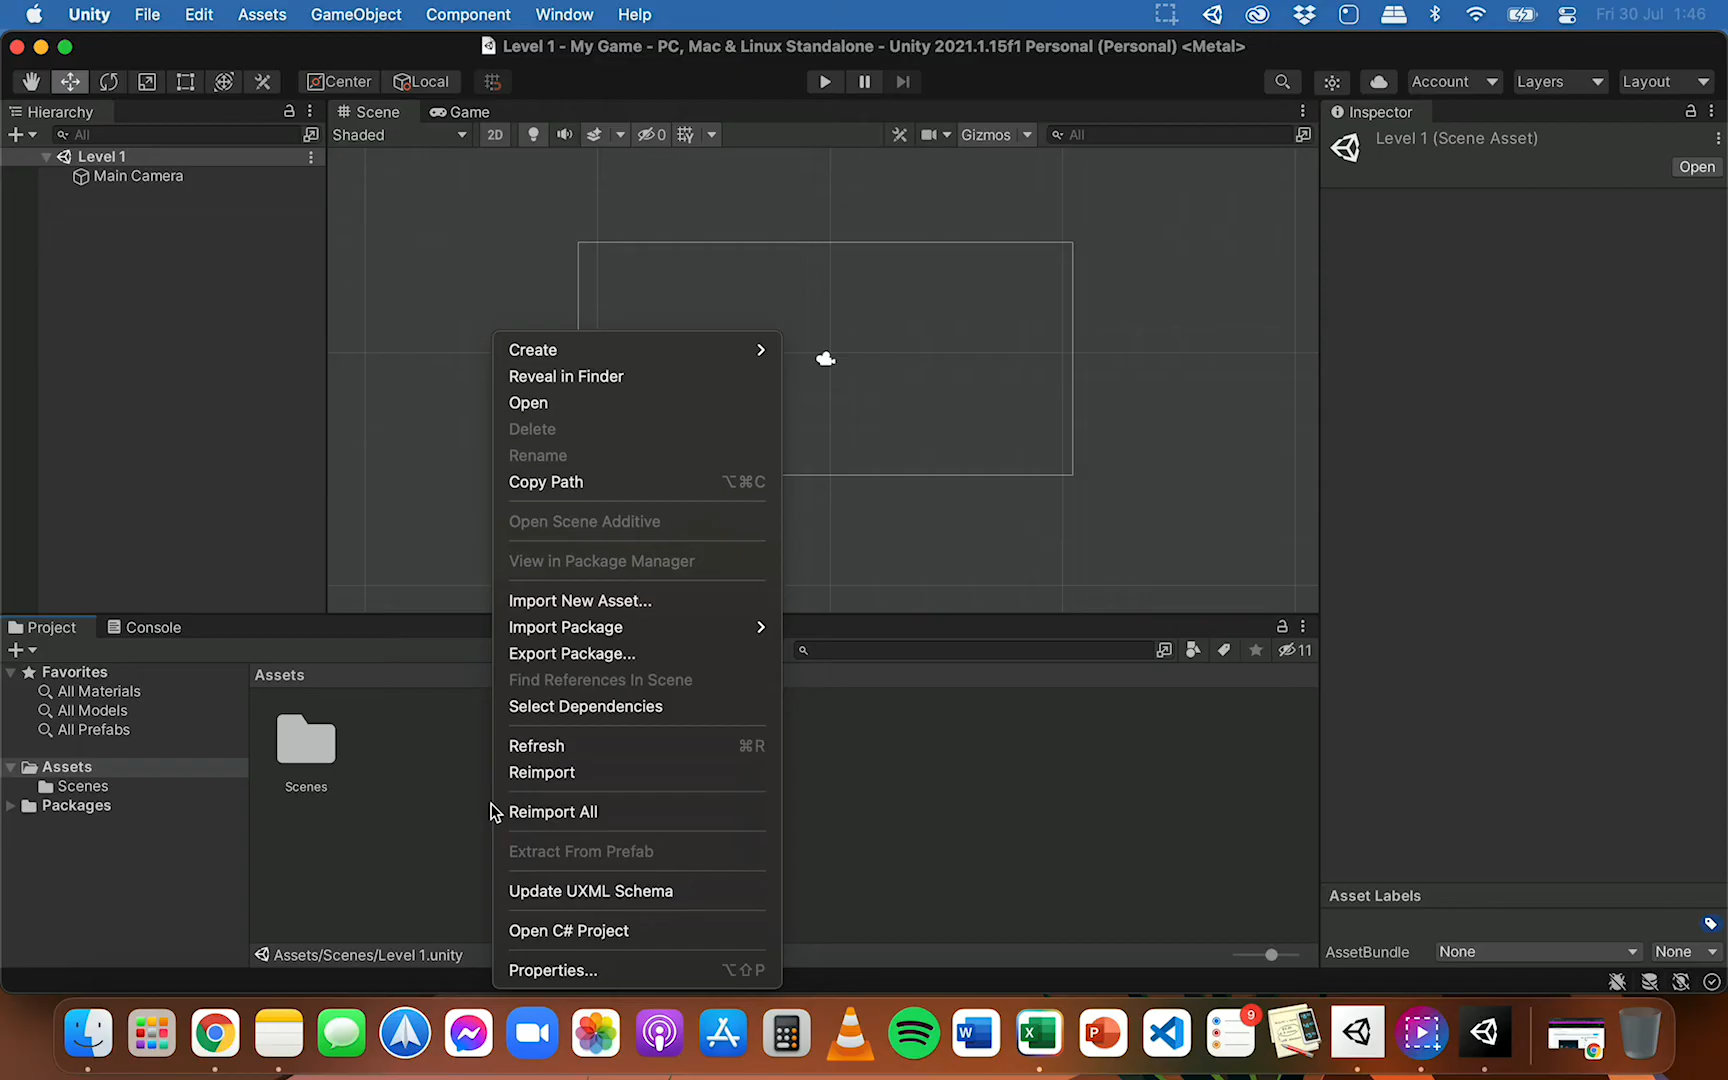 Unity File Edit Assets GameObject Component Window Help Fri 30 Jul 1:46
Level 1 - My Game - PC, Mac & Linux Standalone - Unity 2021.1.15f1 Personal (Personal) <Metal>
Center Local Account Layers Layout
Hierarchy Scene Game Inspector
All Shaded 2D 0 Gizmos All
Level 1 (Scene Asset)
Open
Level 1
Main Camera
Create
Reveal in Finder
Open
Delete
Rename
Copy Path ⌥⌘C
Open Scene Additive
View in Package Manager
Import New Asset...
Import Package
Export Package...
Find References In Scene
Select Dependencies
Refresh ⌘R
Reimport
Reimport All
Extract From Prefab
Update UXML Schema
Open C# Project
Properties... ⌥⇧P
Project Console
11
Favorites
All Materials
All Models
All Prefabs
Assets
Scenes
Packages
Assets
Scenes
Assets/Scenes/Level 1.unity
Asset Labels
AssetBundle None None
9